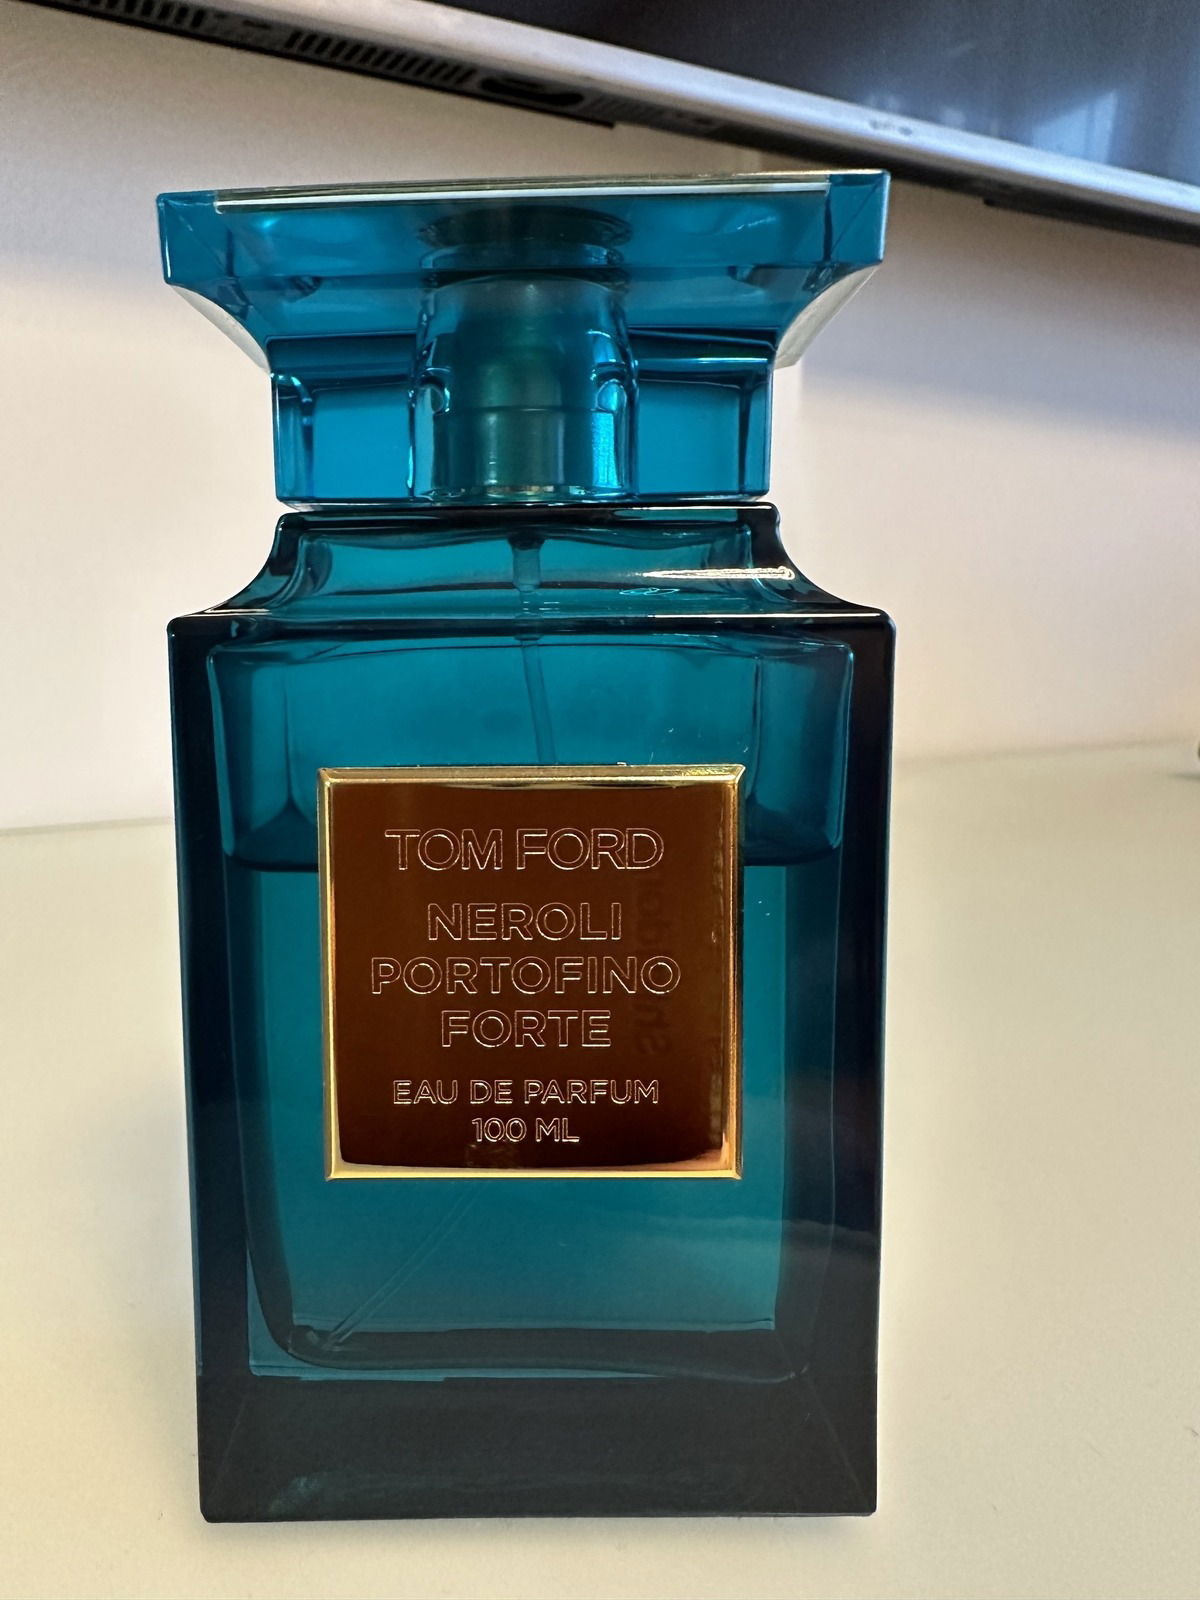 TOM FORD
NEROLI
PORTOFINO
FORTE
EAU DE PARFUM
100 ML